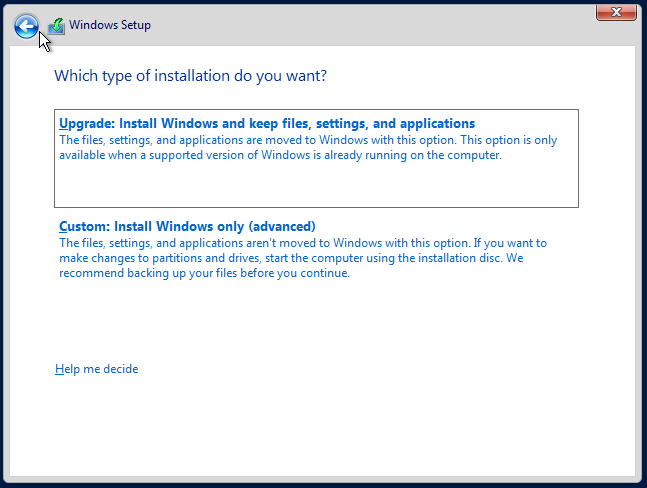 Windows Setup
Which type of installation do you want?
Upgrade: Install Windows and keep files, settings, and applications
The files, settings, and applications are moved to Windows with this option. This option is only
available when a supported version of Windows is already running on the computer.
Custom: Install Windows only (advanced)
The files, settings, and applications aren't moved to Windows with this option. If you want to
make changes to partitions and drives, start the computer using the installation disc. We
recommend backing up your files before you continue.
Help me decide